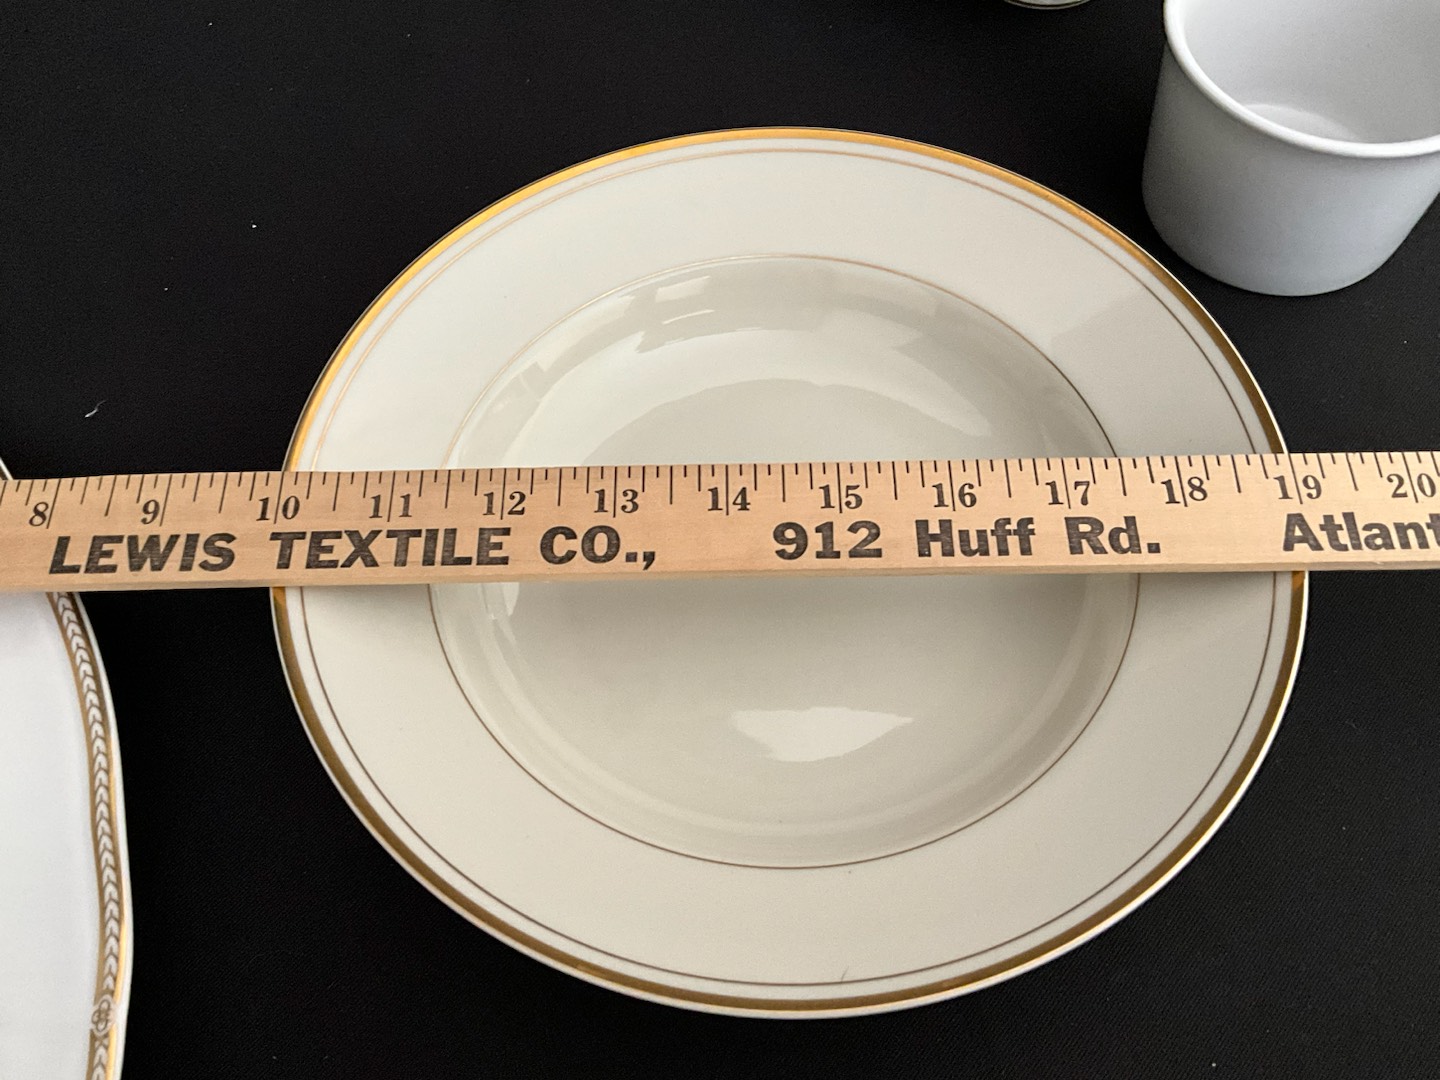 8 9 10 11 12 13 14 15 16 17 18 19 20
LEWIS TEXTILE CO., 912 Huff Rd. Atlant